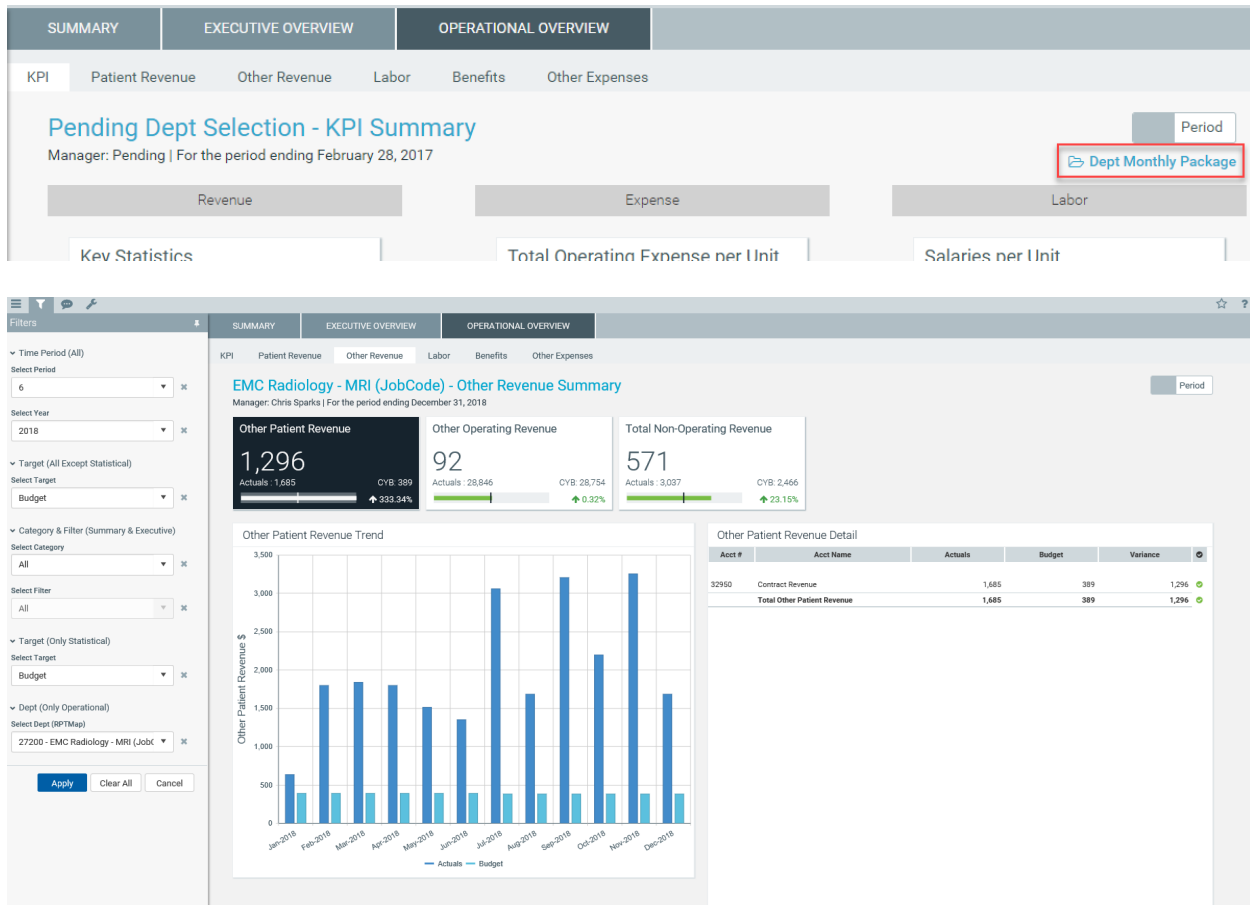 SUMMARY EXECUTIVE OVERVIEW OPERATIONAL OVERVIEW
KPI Patient Revenue Other Revenue Labor Benefits Other Expenses
Pending Dept Selection - KPI Summary
Period
Manager: Pending | For the period ending February 28, 2017
Dept Monthly Package
Revenue Expense Labor
Key Statistics Total Operating Expense per Unit Salaries per Unit
?
Filters
SUMMARY EXECUTIVE OVERVIEW OPERATIONAL OVERVIEW
KPI Patient Revenue Other Revenue Labor Benefits Other Expenses
Time Period (All)
Select Period
6
Select Year
2018
Target (All Except Statistical)
Select Target
Budget
Category & Filter (Summary & Executive)
Select Category
All
Select Filter
All
Target (Only Statistical)
Select Target
Budget
Dept (Only Operational)
Select Dept (RPTMap)
27200 - EMC Radiology - MRI (JobC
Apply Clear All Cancel
EMC Radiology - MRI (JobCode) - Other Revenue Summary
Period
Manager: Chris Sparks | For the period ending December 31, 2018
Other Patient Revenue
1,296
Actuals : 1,685 CYB: 389
333.34%
Other Operating Revenue
92
Actuals : 28,846 CYB: 28,754
0.32%
Total Non-Operating Revenue
571
Actuals : 3,037 CYB: 2,466
23.15%
Other Patient Revenue Trend
Other Patient Revenue $
3,500
3,000
2,500
2,000
1,500
1,000
500
0
Jan-2018 Feb-2018 Mar-2018 Apr-2018 May-2018 Jun-2018 Jul-2018 Aug-2018 Sep-2018 Oct-2018 Nov-2018 Dec-2018
Actuals Budget
Other Patient Revenue Detail
Acct # Acct Name Actuals Budget Variance
32950 Contract Revenue 1,685 389 1,296
Total Other Patient Revenue 1,685 389 1,296